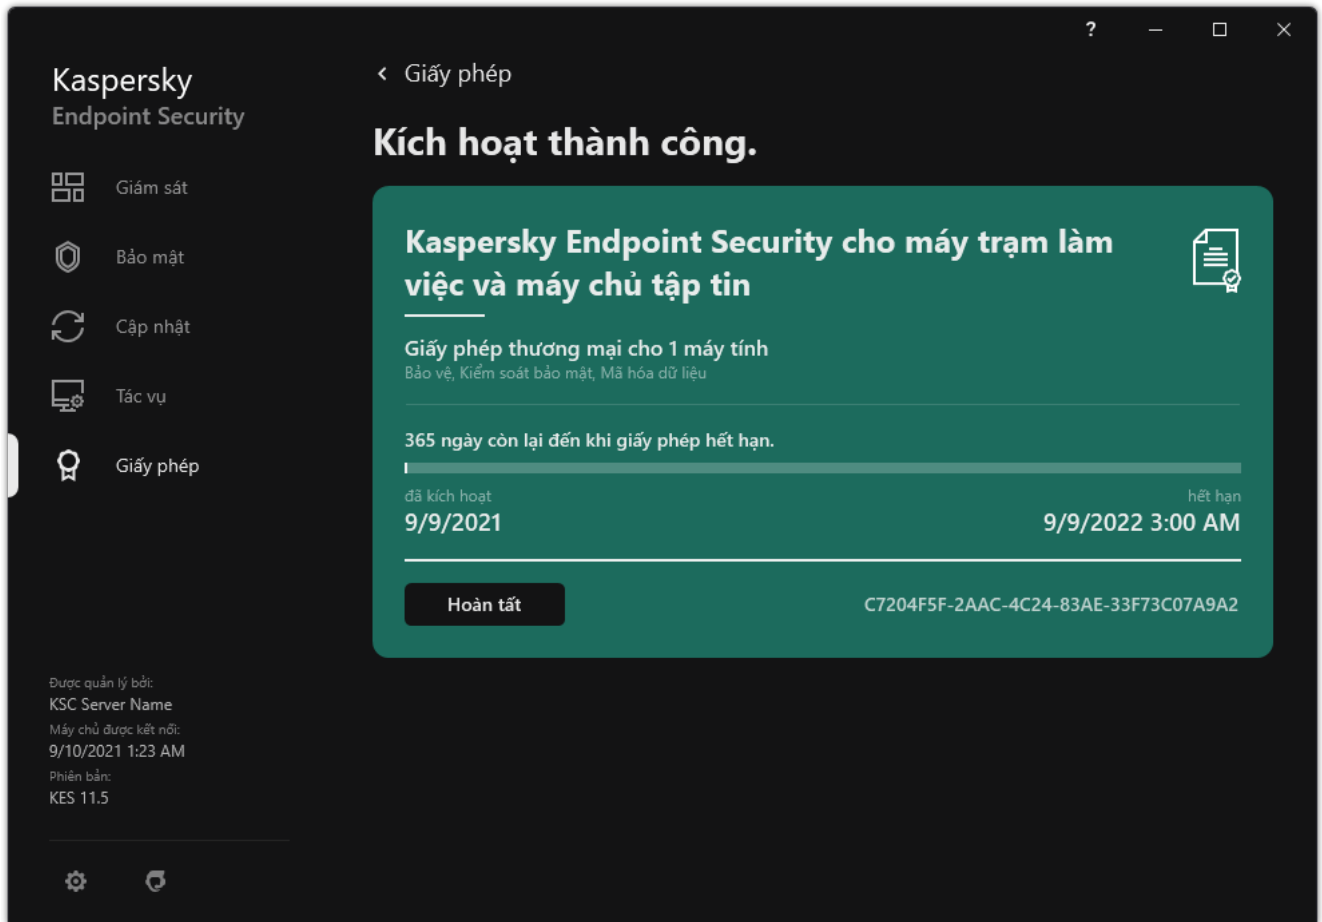 ?
Kaspersky
Endpoint Security
Giám sát
Bảo mật
Cập nhật
Tác vụ
Giấy phép
Được quản lý bởi:
KSC Server Name
Máy chủ được kết nối:
9/10/2021 1:23 AM
Phiên bản:
KES 11.5
Giấy phép
Kích hoạt thành công.
Kaspersky Endpoint Security cho máy trạm làm
việc và máy chủ tập tin
Giấy phép thương mại cho 1 máy tính
Bảo vệ, Kiểm soát bảo mật, Mã hóa dữ liệu
365 ngày còn lại đến khi giấy phép hết hạn.
đã kích hoạt hết hạn
9/9/2021 9/9/2022 3:00 AM
Hoàn tất C7204F5F-2AAC-4C24-83AE-33F73C07A9A2